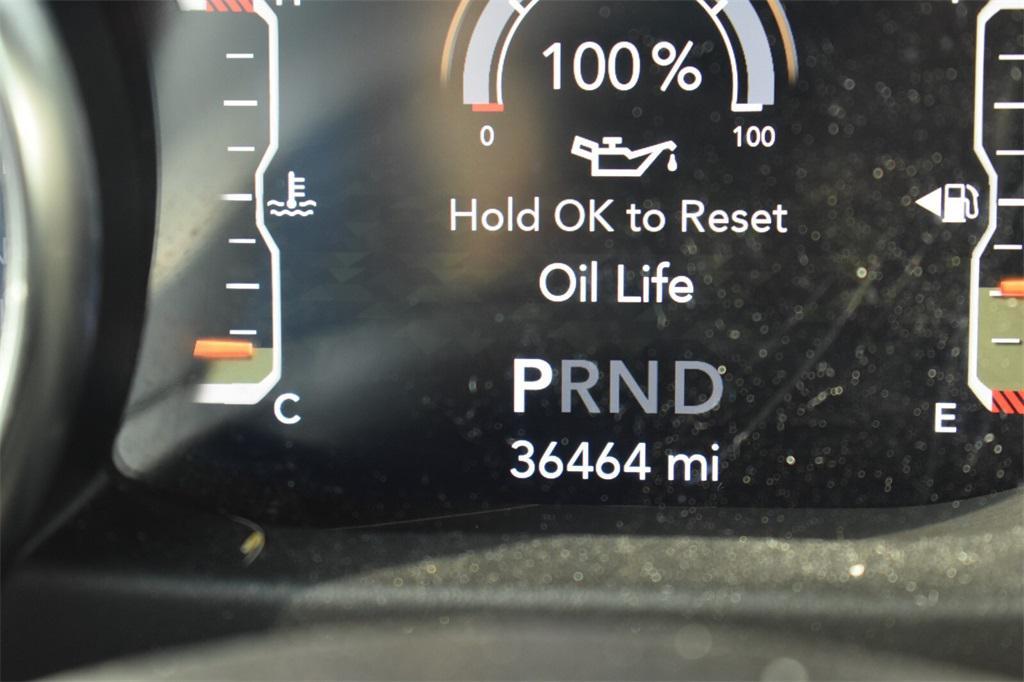 100%
0
100
Hold OK to Reset
Oil Life
PRND
C
E
36464 mi